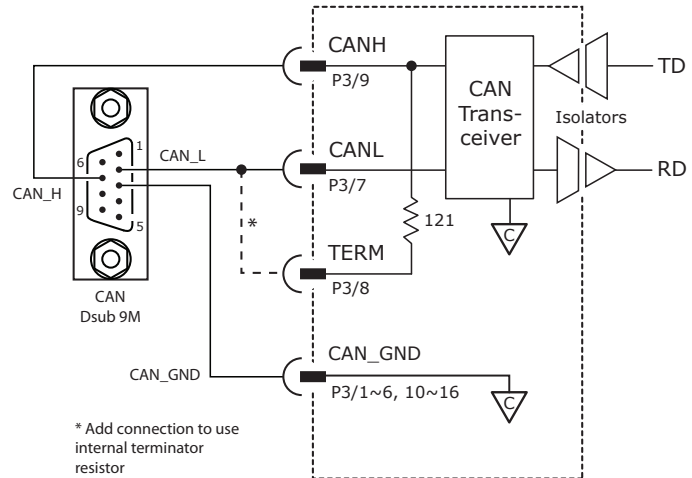 CANH
P3/9
CAN
Trans-
ceiver
TD
Isolators
1
6
CAN_L
CANL
P3/7
RD
CAN_H
9
5
*
121
C
TERM
P3/8
CAN
Dsub 9M
CAN_GND
CAN_GND
P3/1~6, 10~16
C
* Add connection to use
internal terminator
resistor